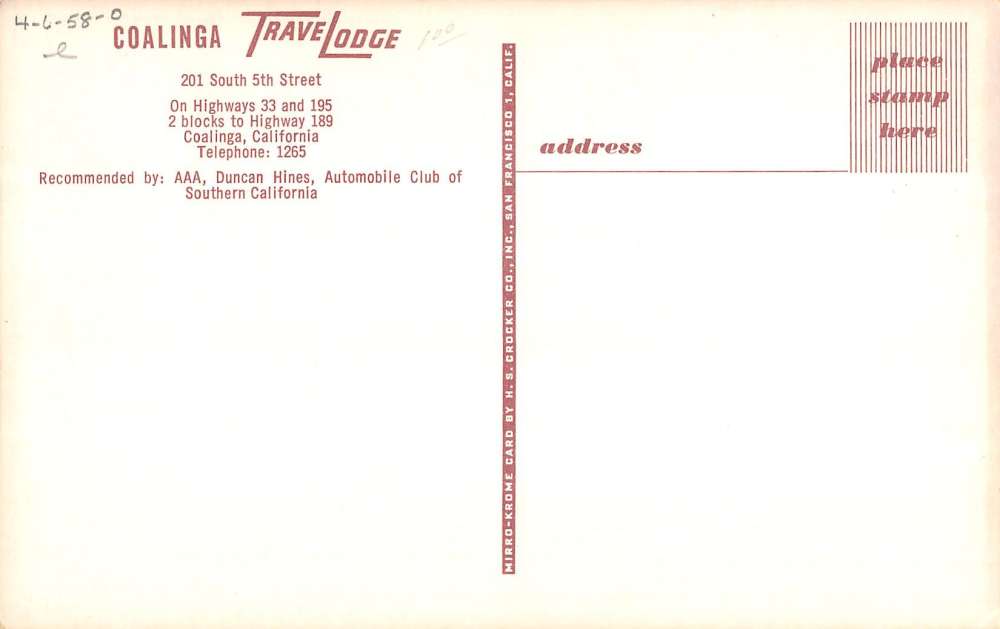 4-6-58-0
COALINGA TRAVELODGE
1.00
201 South 5th Street
On Highways 33 and 195
2 blocks to Highway 189
Coalinga, California
Telephone: 1265
Recommended by: AAA, Duncan Hines, Automobile Club of
Southern California
MIRRO-KROME CARD BY H. S. CROCKER CO., INC., SAN FRANCISCO 1, CALIF.
address
place
stamp
here